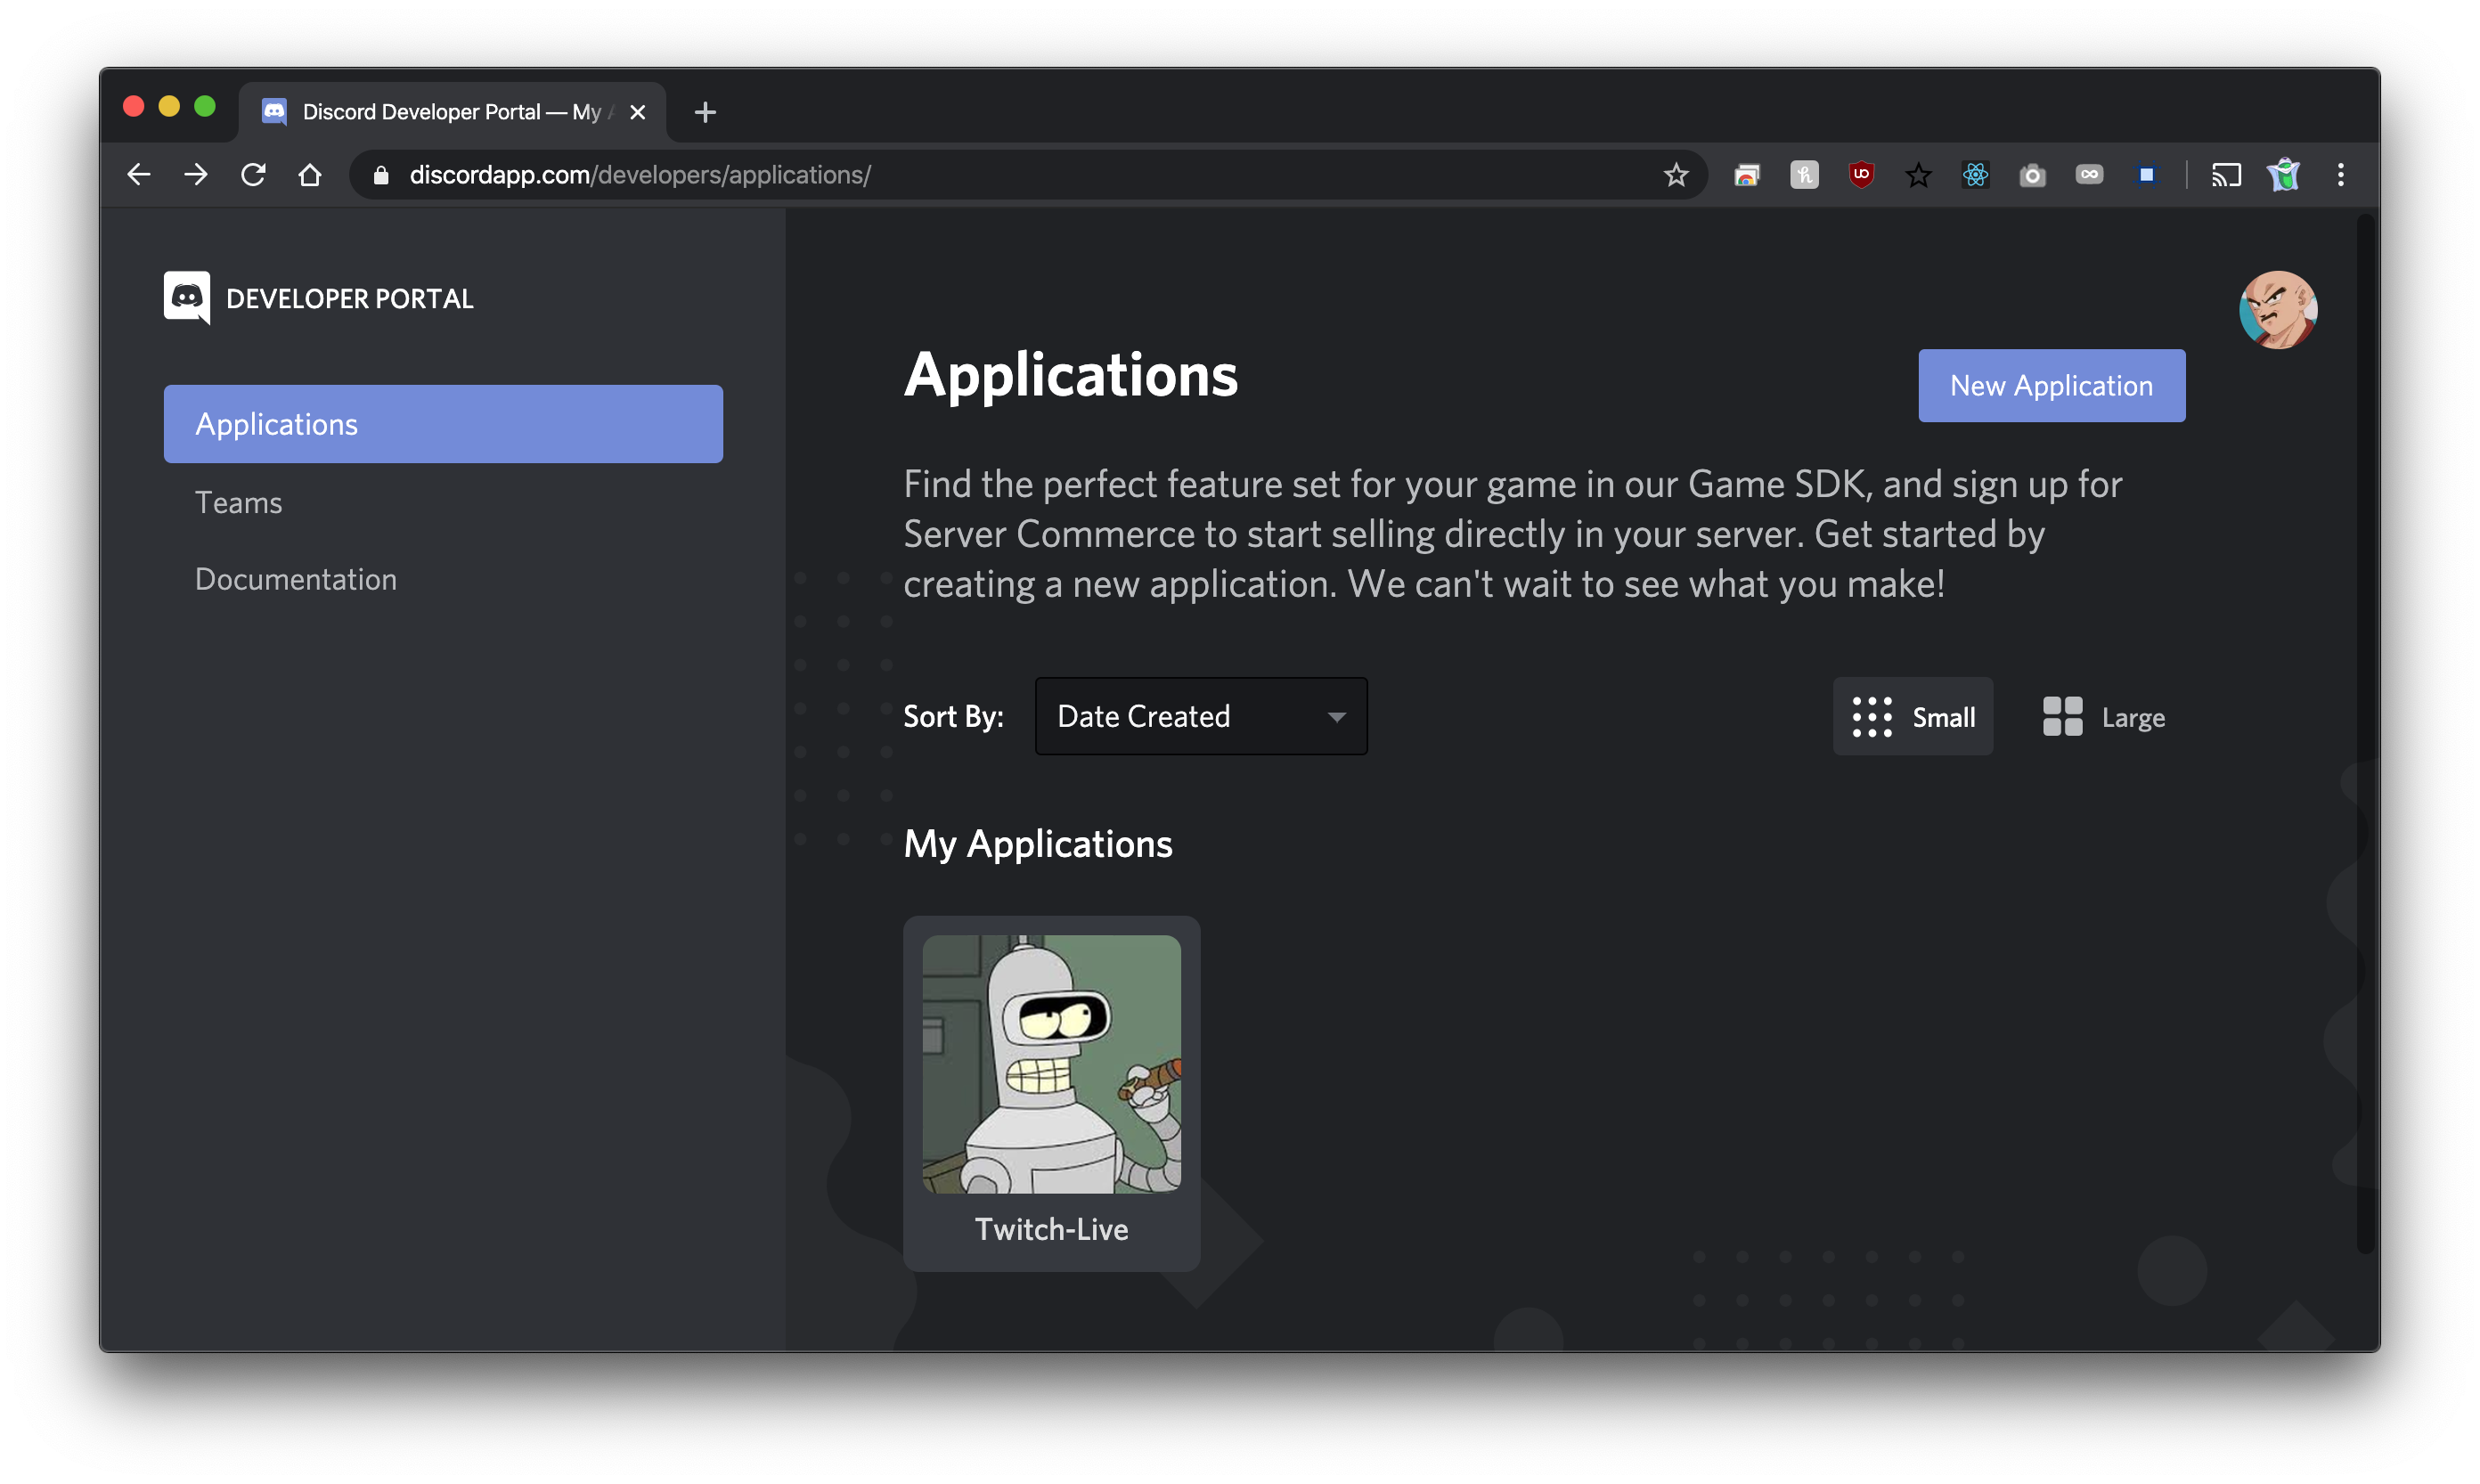 Discord Developer Portal — My
discordapp.com/developers/applications/
DEVELOPER PORTAL
Applications
Teams
Documentation
Applications
New Application
Find the perfect feature set for your game in our Game SDK, and sign up for
Server Commerce to start selling directly in your server. Get started by
creating a new application. We can't wait to see what you make!
Sort By:
Date Created
Small
Large
My Applications
Twitch-Live